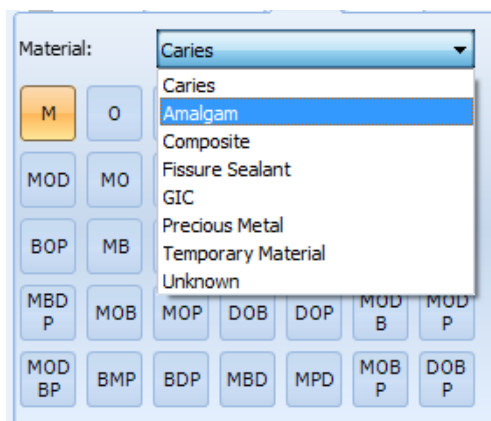 Material: Caries
Caries
M O Amalgam
Composite
MOD MO Fissure Sealant
GIC
BOP MB Precious Metal
Temporary Material
Unknown
MBD P MOB MOP DOB DOP MOD B MOD P
MOD BP BMP BDP MBD MPD MOB P DOB P